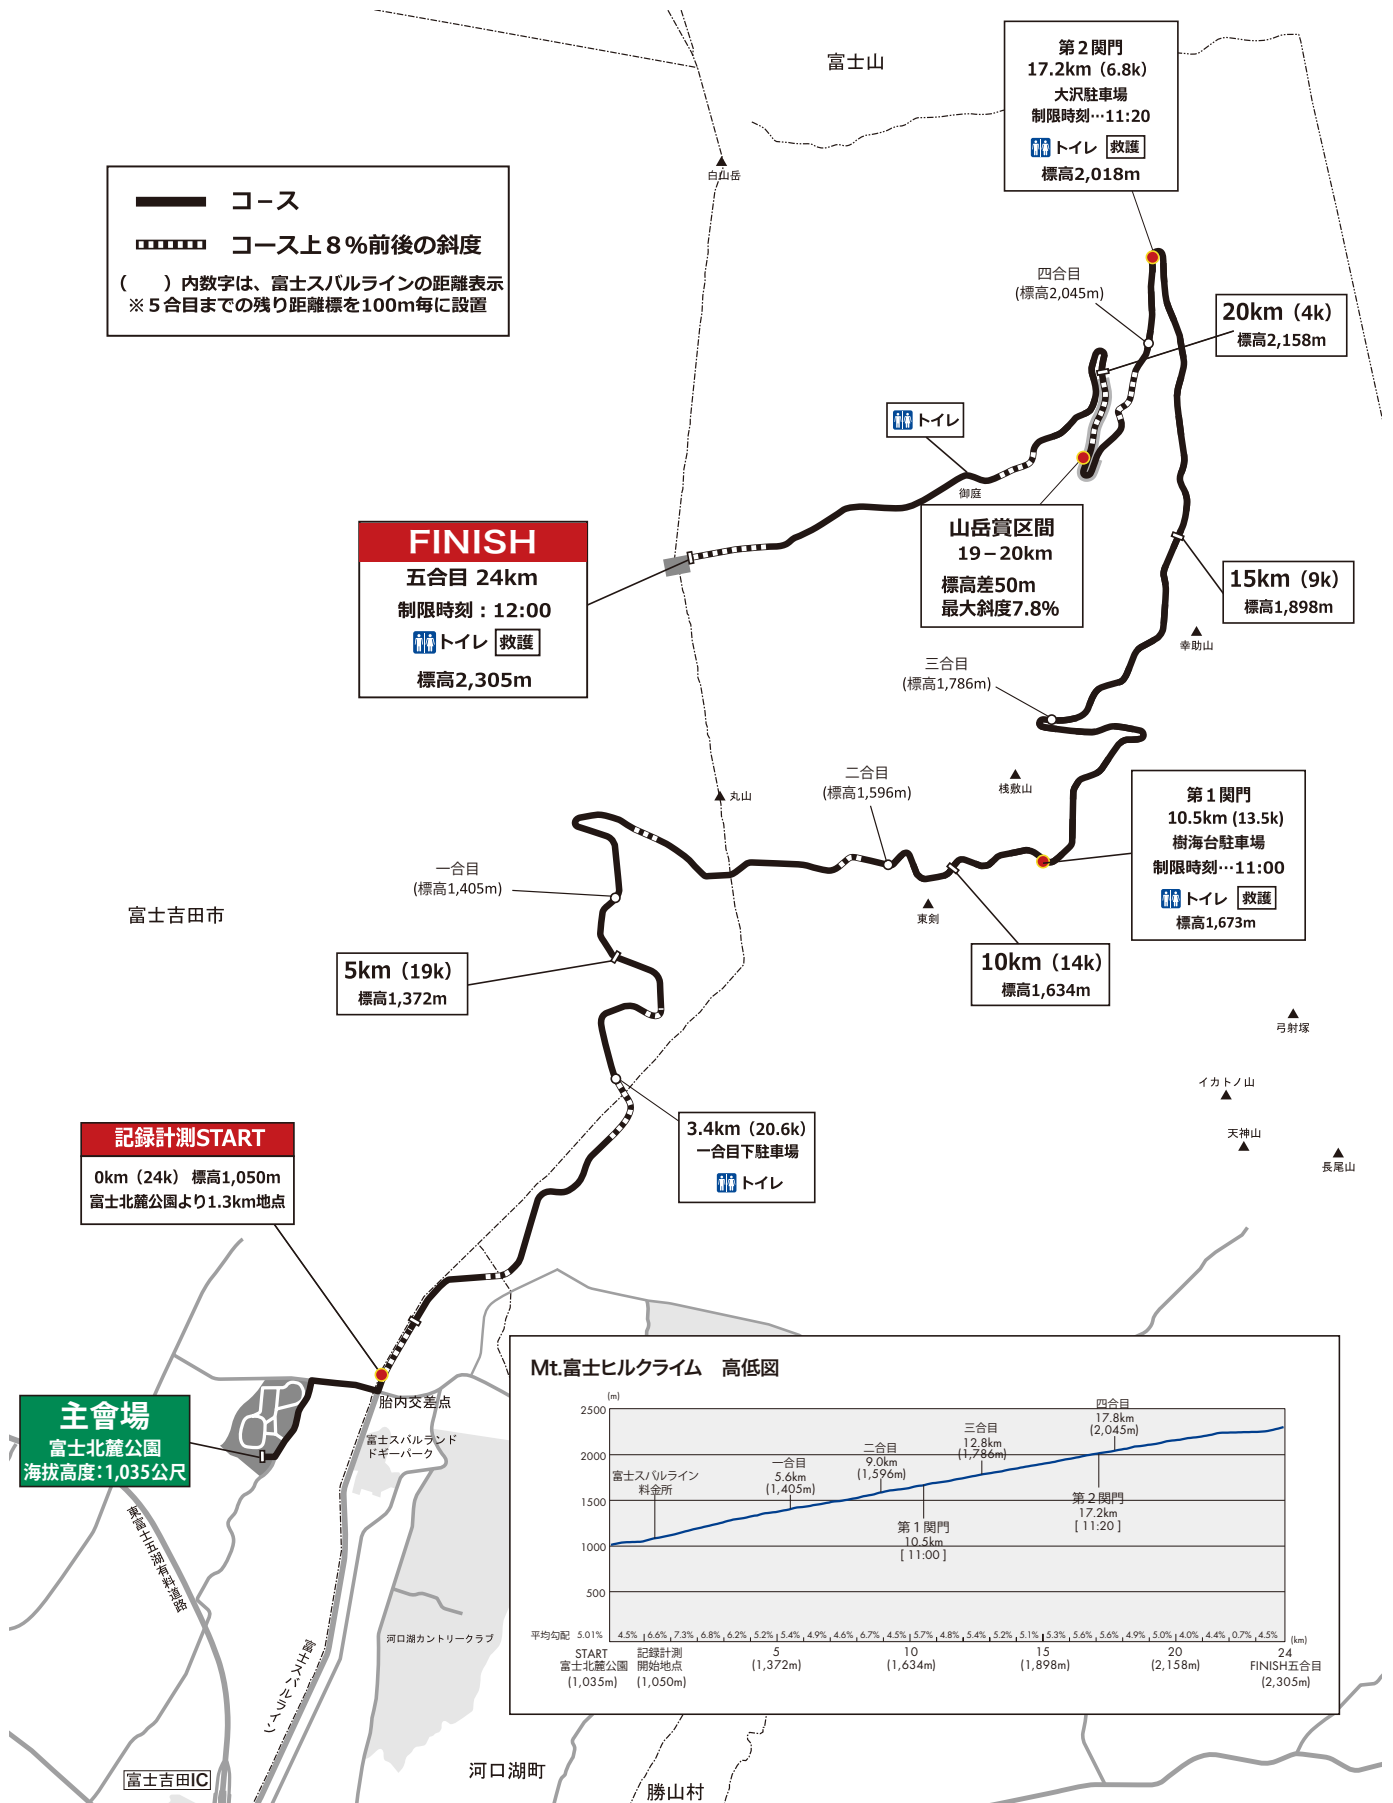 富士山
第２関門
17.2km（6.8k）
大沢駐車場
制限時刻…11:20
トイレ 救護
標高2,018m
白山岳
コース
コース上８%前後の斜度
（　　）内数字は、富士スバルラインの距離表示
※５合目までの残り距離標を100m毎に設置
四合目
(標高2,045m)
20km（4k）
標高2,158m
トイレ
御庭
山岳賞区間
19－20km
標高差50m
最大斜度7.8%
FINISH
五合目 24km
制限時刻：12:00
トイレ 救護
標高2,305m
15km（9k）
標高1,898m
幸助山
三合目
(標高1,786m)
二合目
(標高1,596m)
桟敷山
丸山
第１関門
10.5km (13.5k)
樹海台駐車場
制限時刻…11:00
トイレ 救護
標高1,673m
一合目
(標高1,405m)
富士吉田市
東剣
5km（19k）
標高1,372m
10km（14k）
標高1,634m
弓射塚
イカトノ山
天神山
長尾山
3.4km（20.6k）
一合目下駐車場
トイレ
記録計測START
0km（24k） 標高1,050m
富士北麓公園より1.3km地点
主會場
富士北麓公園
海拔高度：1,035公尺
胎内交差点
富士スバルランド
ドギーパーク
東富士五湖有料道路
富士スバルライン
河口湖カントリークラブ
富士吉田IC
河口湖町
勝山村
Mt.富士ヒルクライム　高低図
(m)
2500
2000
1500
1000
500
富士スバルライン
料金所
一合目
5.6km
(1,405m)
二合目
9.0km
(1,596m)
三合目
12.8km
(1,786m)
四合目
17.8km
(2,045m)
第１関門
10.5km
[ 11:00 ]
第２関門
17.2km
[ 11:20 ]
平均勾配 5.01% 4.5% 6.6% 7.3% 6.8% 6.2% 5.2% 5.4% 4.9% 4.6% 6.7% 4.5% 5.7% 4.8% 5.4% 5.2% 5.1% 5.3% 5.6% 5.6% 4.9% 5.0% 4.0% 4.4% 0.7% 4.5% (km)
START
富士北麓公園
(1,035m)
記録計測
開始地点
(1,050m)
5
(1,372m)
10
(1,634m)
15
(1,898m)
20
(2,158m)
24
FINISH五合目
(2,305m)